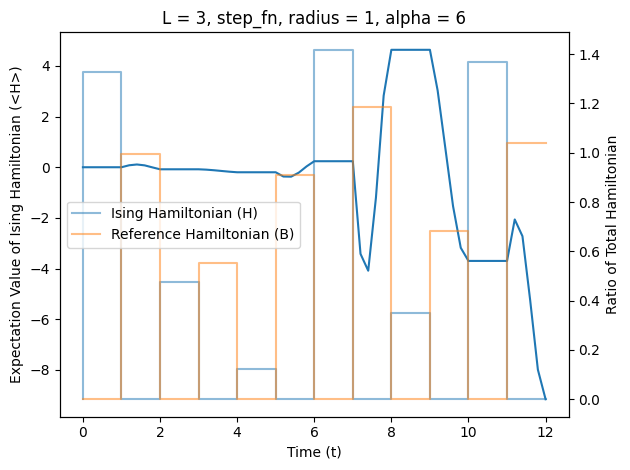 L = 3, step_fn, radius = 1, alpha = 6
Expectation Value of Ising Hamiltonian (<H>)
4
2
0
−2
−4
−6
−8
Ising Hamiltonian (H)
Reference Hamiltonian (B)
1.4
1.2
1.0
0.8
0.6
0.4
0.2
0.0
Ratio of Total Hamiltonian
0 2 4 6 8 10 12
Time (t)